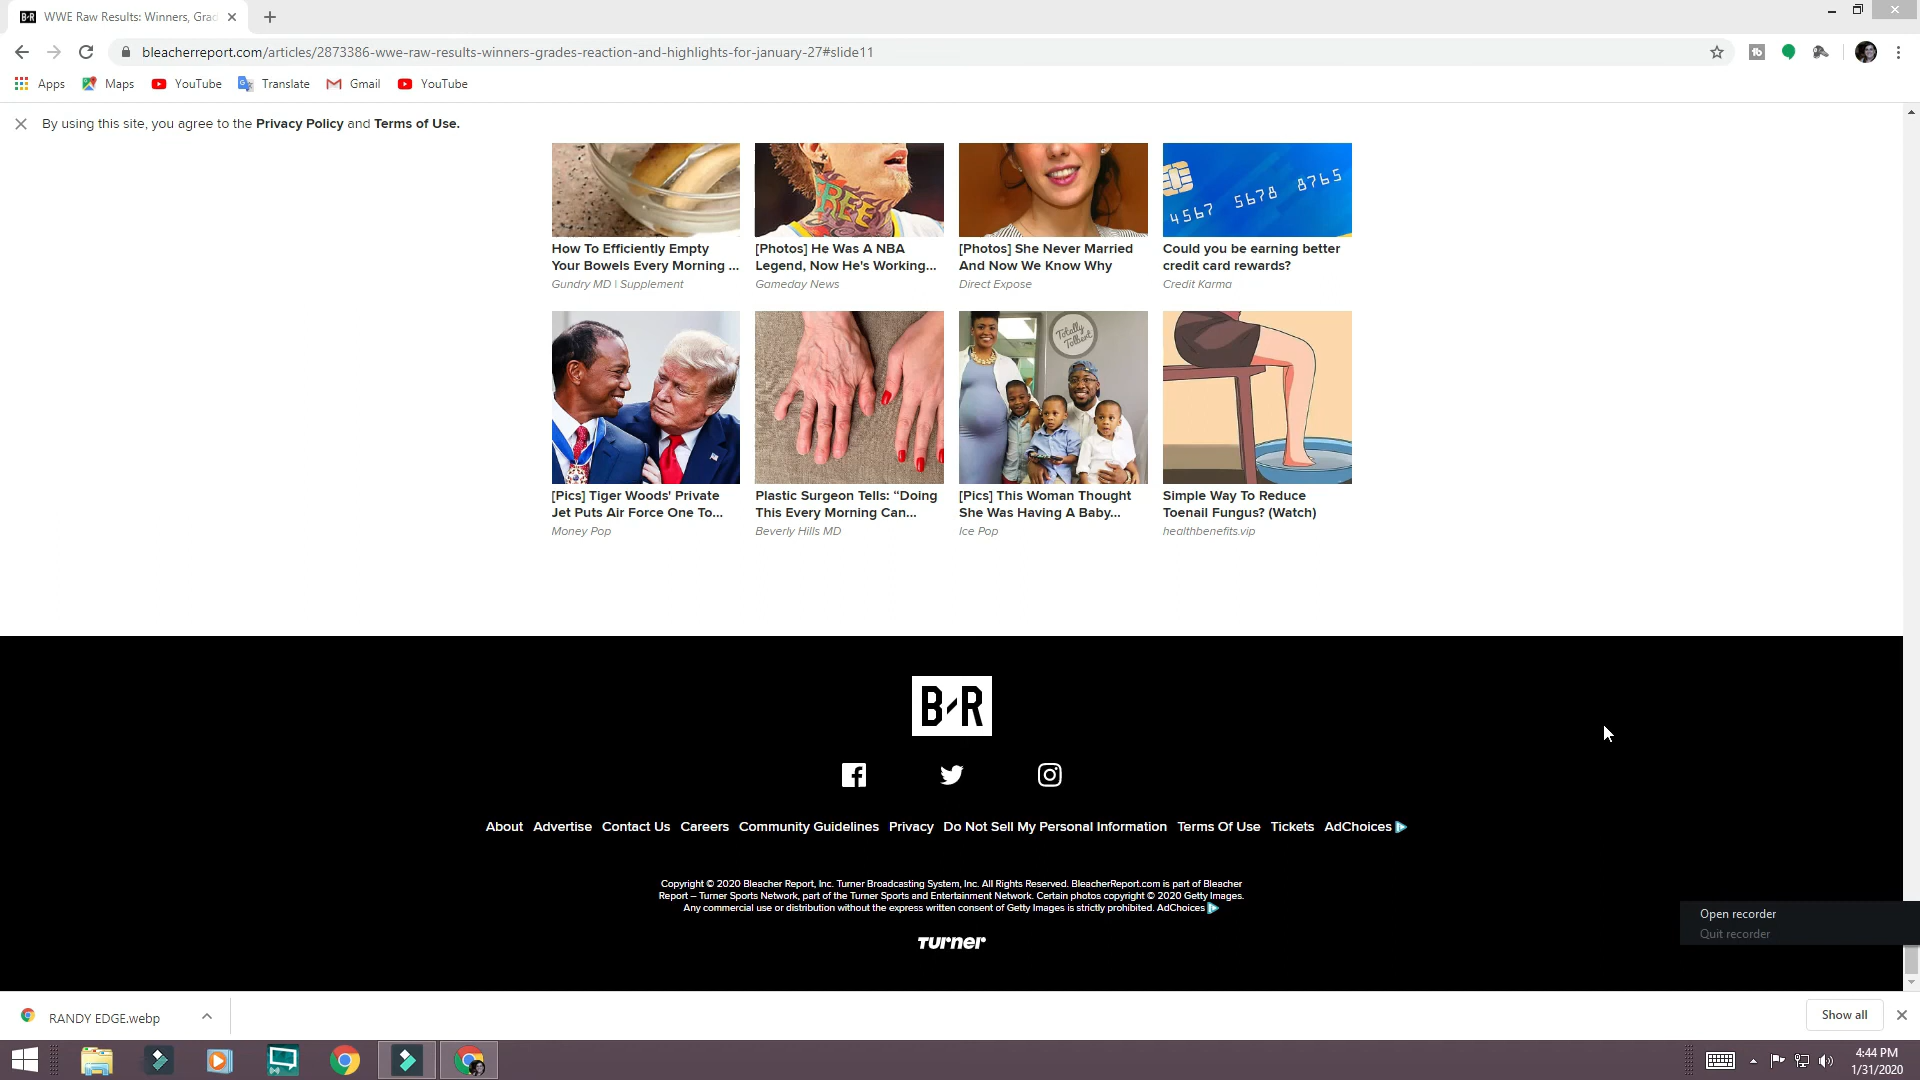 B/R WWE Raw Results: Winners, Grad
bleacherreport.com/articles/2873386-wwe-raw-results-winners-grades-reaction-and-highlights-for-january-27#slide11
Apps Maps YouTube Translate Gmail YouTube
By using this site, you agree to the Privacy Policy and Terms of Use.
FREE
4567 5678 8765
How To Efficiently Empty
Your Bowels Every Morning ...
Gundry MD | Supplement
[Photos] He Was A NBA
Legend, Now He's Working...
Gameday News
[Photos] She Never Married
And Now We Know Why
Direct Expose
Could you be earning better
credit card rewards?
Credit Karma
Totally
Tolbert
[Pics] Tiger Woods' Private
Jet Puts Air Force One To...
Money Pop
Plastic Surgeon Tells: “Doing
This Every Morning Can...
Beverly Hills MD
[Pics] This Woman Thought
She Was Having A Baby...
Ice Pop
Simple Way To Reduce
Toenail Fungus? (Watch)
healthbenefits.vip
B/R
About Advertise Contact Us Careers Community Guidelines Privacy Do Not Sell My Personal Information Terms Of Use Tickets AdChoices
Copyright © 2020 Bleacher Report, Inc. Turner Broadcasting System, Inc. All Rights Reserved. BleacherReport.com is part of Bleacher
Report – Turner Sports Network, part of the Turner Sports and Entertainment Network. Certain photos copyright © 2020 Getty Images.
Any commercial use or distribution without the express written consent of Getty Images is strictly prohibited. AdChoices
Turner
Open recorder
Quit recorder
RANDY EDGE.webp
Show all
4:44 PM
1/31/2020